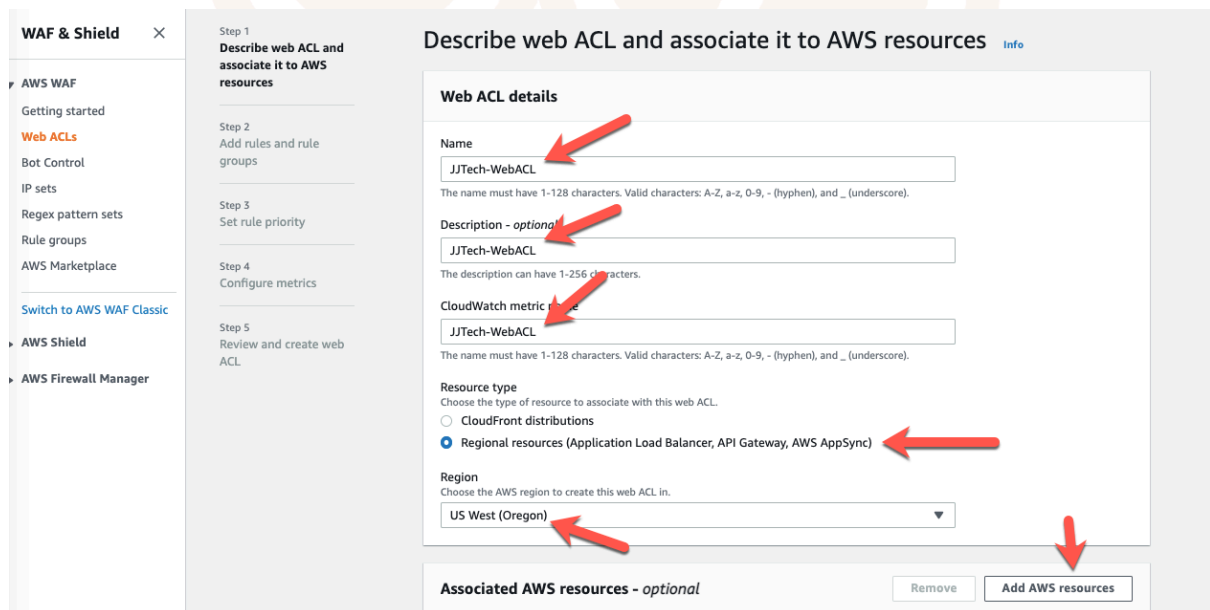 WAF & Shield
AWS WAF
Getting started
Web ACLs
Bot Control
IP sets
Regex pattern sets
Rule groups
AWS Marketplace
Switch to AWS WAF Classic
AWS Shield
AWS Firewall Manager
Step 1
Describe web ACL and
associate it to AWS
resources
Step 2
Add rules and rule
groups
Step 3
Set rule priority
Step 4
Configure metrics
Step 5
Review and create web
ACL
Describe web ACL and associate it to AWS resources Info
Web ACL details
Name
JJTech-WebACL
The name must have 1-128 characters. Valid characters: A-Z, a-z, 0-9, - (hyphen), and _ (underscore).
Description - optional
JJTech-WebACL
The description can have 1-256 characters.
CloudWatch metric name
JJTech-WebACL
The name must have 1-128 characters. Valid characters: A-Z, a-z, 0-9, - (hyphen), and _ (underscore).
Resource type
Choose the type of resource to associate with this web ACL.
CloudFront distributions
Regional resources (Application Load Balancer, API Gateway, AWS AppSync)
Region
Choose the AWS region to create this web ACL in.
US West (Oregon)
Associated AWS resources - optional
Remove
Add AWS resources